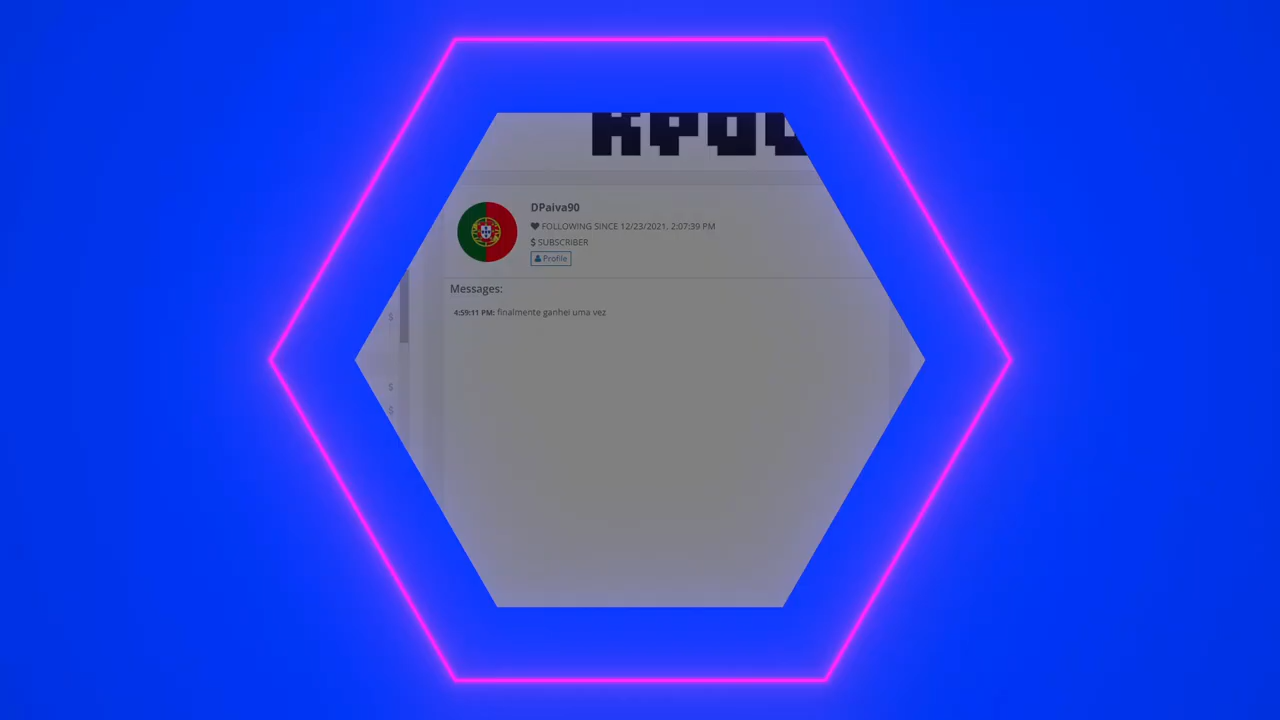 DPaiva90
FOLLOWING SINCE 12/23/2021, 2:07:39 PM
$ SUBSCRIBER
Profile
Messages:
4:59:11 PM: finalmente ganhei uma vez
$
$
$